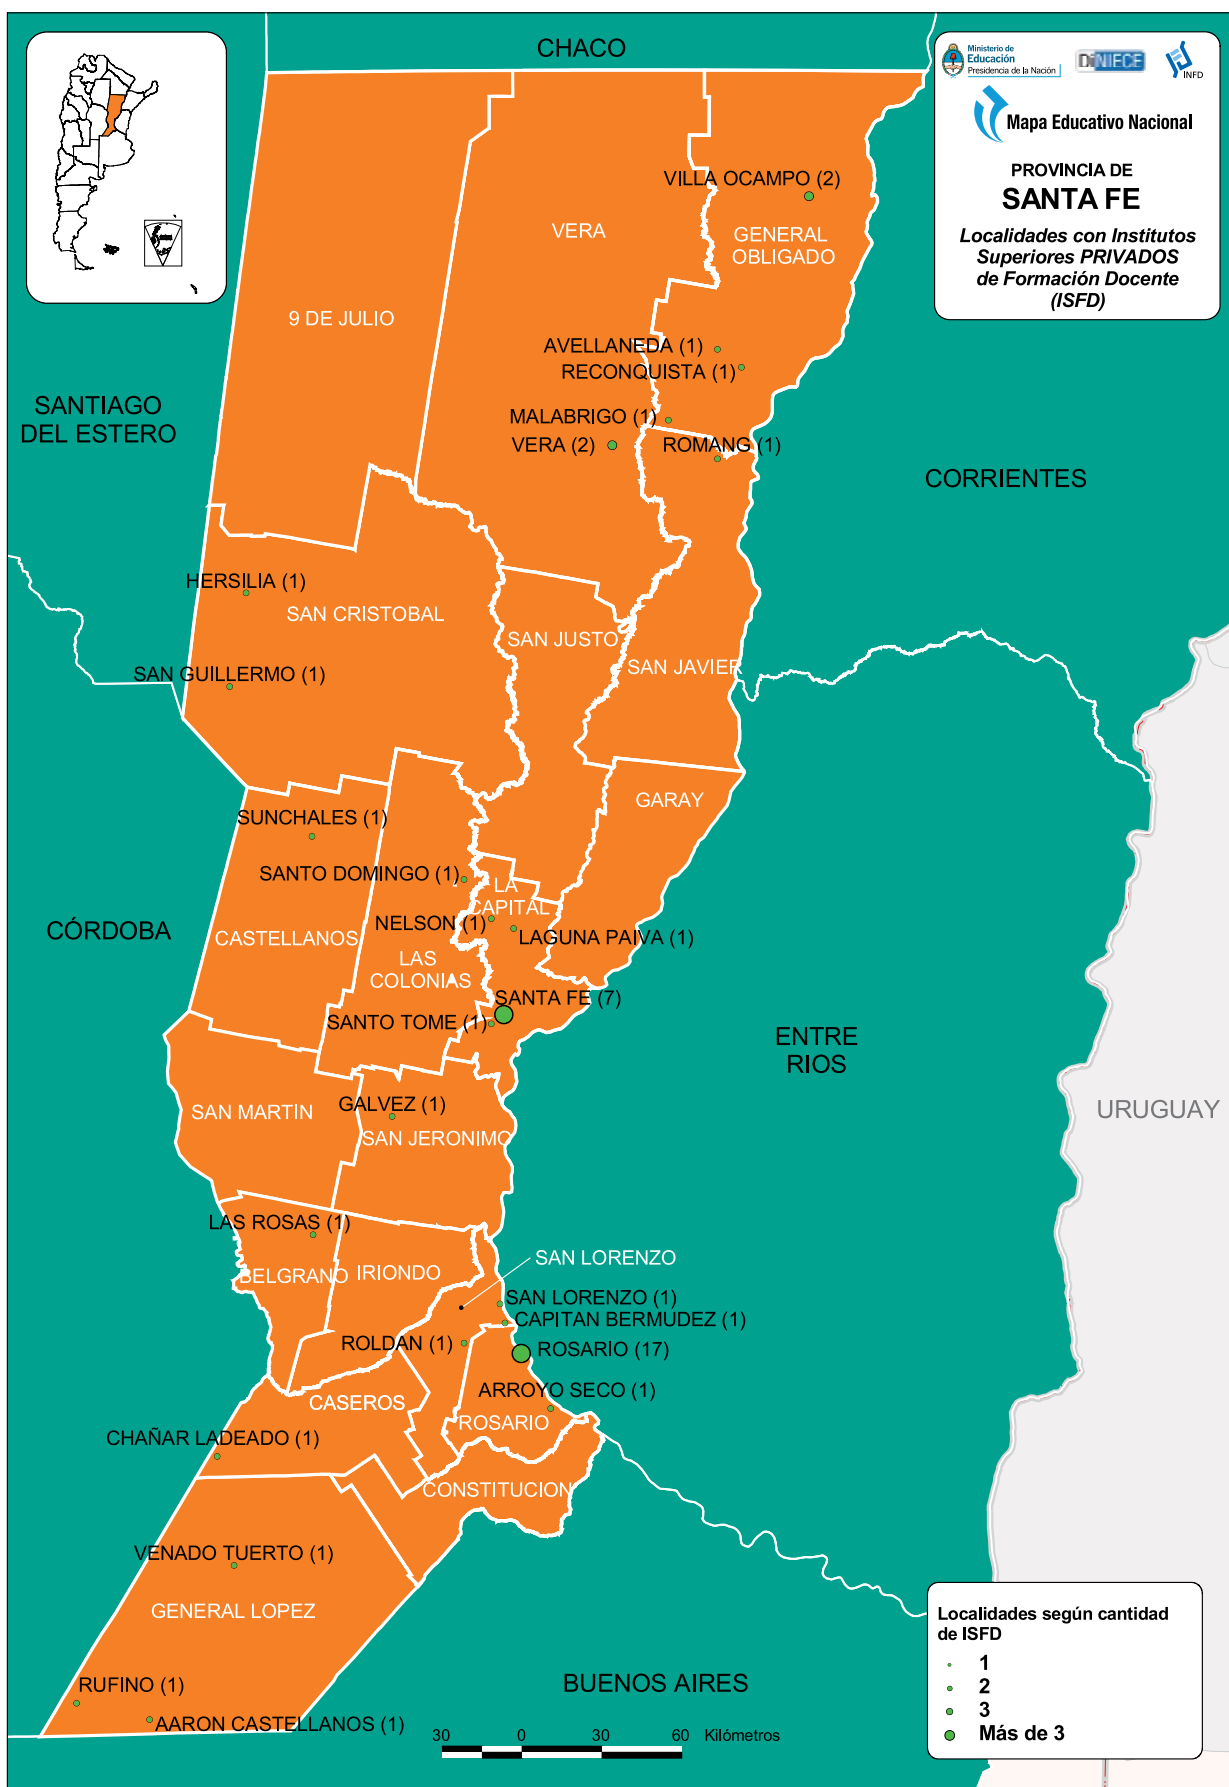 CHACO
Ministerio de
Educación
Presidencia de la Nación
DiNIECE
INFD
Mapa Educativo Nacional
PROVINCIA DE
SANTA FE
Localidades con Institutos
Superiores PRIVADOS
de Formación Docente
(ISFD)
VILLA OCAMPO (2)
VERA
GENERAL
OBLIGADO
9 DE JULIO
AVELLANEDA (1)
RECONQUISTA (1)
SANTIAGO
DEL ESTERO
MALABRIGO (1)
VERA (2)
ROMANG (1)
CORRIENTES
HERSILIA (1)
SAN CRISTOBAL
SAN JUSTO
SAN JAVIER
SAN GUILLERMO (1)
GARAY
SUNCHALES (1)
SANTO DOMINGO (1)
LA
CAPITAL
NELSON (1)
LAGUNA PAIVA (1)
CÓRDOBA
CASTELLANOS
LAS
COLONIAS
SANTA FE (7)
SANTO TOME (1)
ENTRE
RIOS
GALVEZ (1)
SAN MARTIN
SAN JERONIMO
URUGUAY
LAS ROSAS (1)
SAN LORENZO
BELGRANO
IRIONDO
SAN LORENZO (1)
CAPITAN BERMUDEZ (1)
ROLDAN (1)
ROSARIO (17)
ARROYO SECO (1)
CASEROS
ROSARIO
CHAÑAR LADEADO (1)
CONSTITUCION
VENADO TUERTO (1)
GENERAL LOPEZ
RUFINO (1)
AARON CASTELLANOS (1)
BUENOS AIRES
30 0 30 60 Kilómetros
Localidades según cantidad
de ISFD
1
2
3
Más de 3